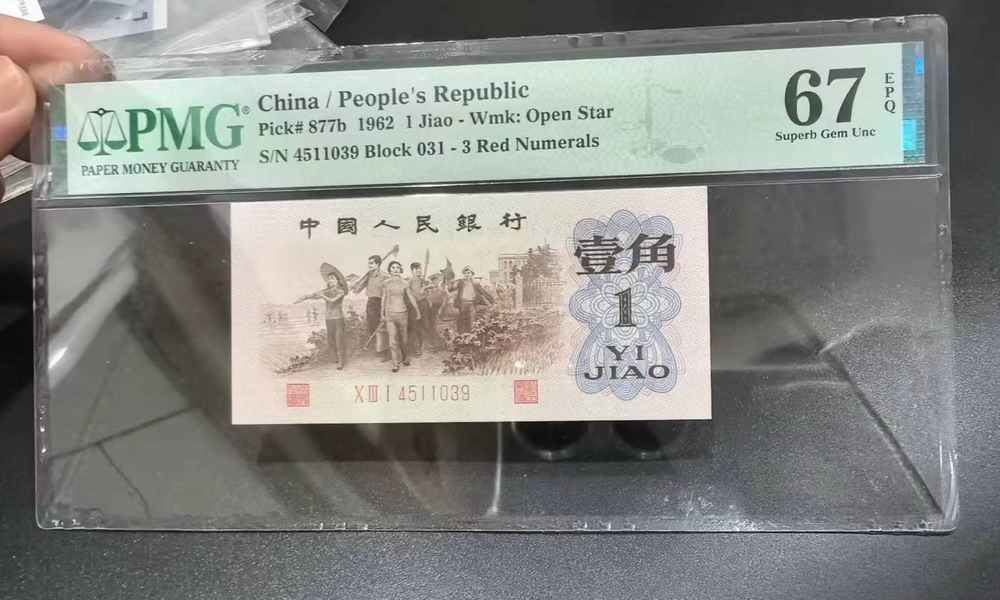 PMG®
PAPER MONEY GUARANTY
China / People's Republic
Pick# 877b 1962 1 Jiao - Wmk: Open Star
S/N 4511039 Block 031 - 3 Red Numerals
67
EPQ
Superb Gem Unc
中國人民銀行
壹角
1
YI
JIAO
X III I 4511039